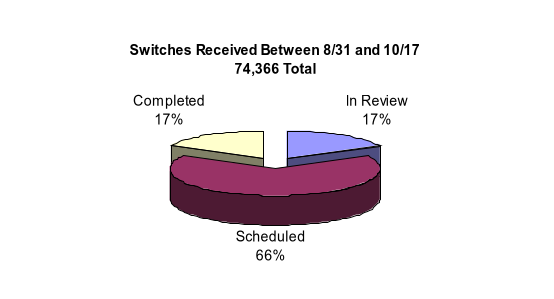 Switches Received Between 8/31 and 10/17
74,366 Total
Completed
17%
In Review
17%
Scheduled
66%